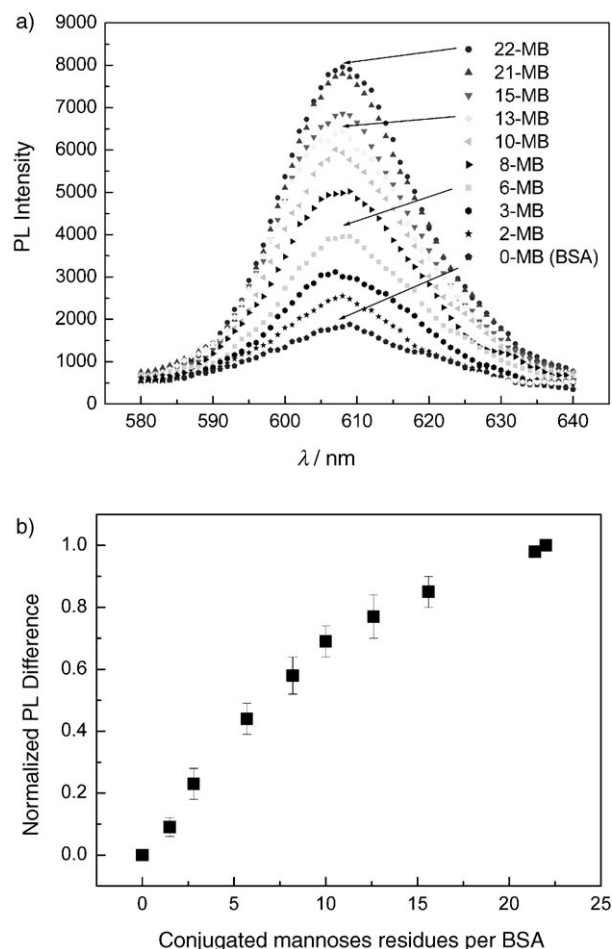 a)
9000
8000
7000
6000
5000
4000
3000
2000
1000
0
PL Intensity
22-MB
21-MB
15-MB
13-MB
10-MB
8-MB
6-MB
3-MB
2-MB
0-MB (BSA)
580 590 600 610 620 630 640
λ / nm
b)
1.0
0.8
0.6
0.4
0.2
0.0
Normalized PL Difference
0 5 10 15 20 25
Conjugated mannoses residues per BSA